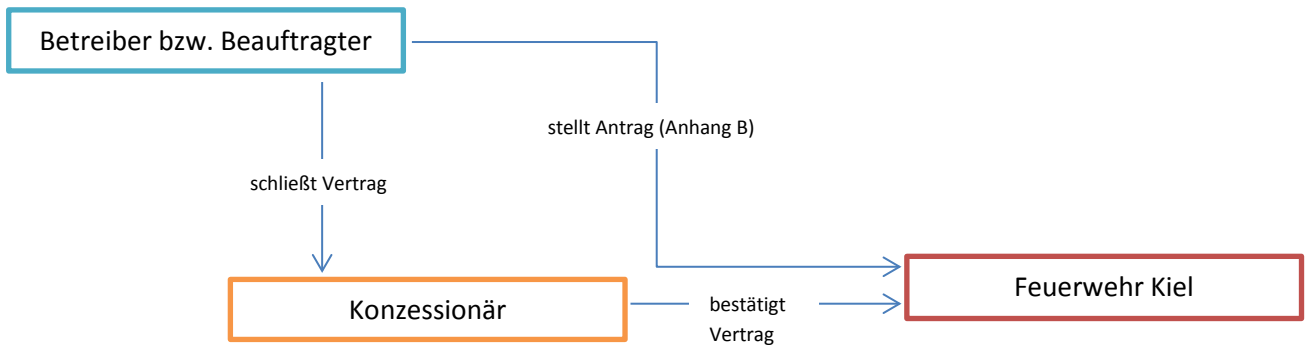 Betreiber bzw. Beauftragter
stellt Antrag (Anhang B)
schließt Vertrag
Feuerwehr Kiel
Konzessionär
bestätigt
Vertrag